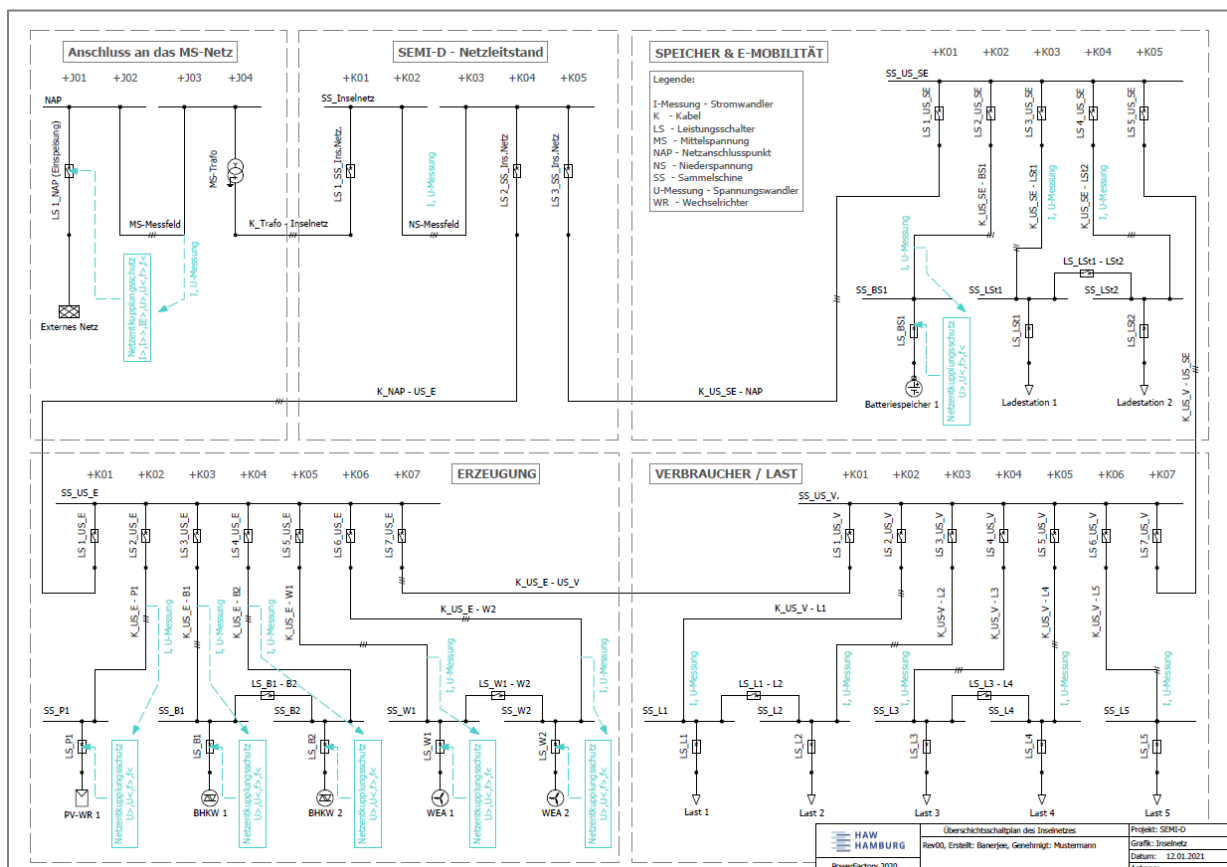 Anschluss an das MS-Netz
+J01
+J02
+J03
+J04
NAP
LS 1_NAP (Einspeisung)
MS-Trafo
MS-Messfeld
I, U-Messung
K_Trafo - Inselnetz
Externes Netz
Netzentkupplungsschutz
I>,I>>,IE>,U>,U<,f>,f<
SEMI-D - Netzleitstand
+K01
+K02
+K03
+K04
+K05
SS_Inselnetz
LS 1_SS_Ins.Netz.
I, U-Messung
LS 2_SS_Ins.Netz
LS 3_SS_Ins.Netz
NS-Messfeld
K_NAP - US_E
SPEICHER & E-MOBILITÄT
+K01
+K02
+K03
+K04
+K05
Legende:
I-Messung - Stromwandler
K - Kabel
LS - Leistungsschalter
MS - Mittelspannung
NAP - Netzanschlusspunkt
NS - Niederspannung
SS - Sammelschine
U-Messung - Spannungswandler
WR - Wechselrichter
SS_US_SE
LS 1_US_SE
LS 2_US_SE
LS 3_US_SE
LS 4_US_SE
LS 5_US_SE
K_US_SE - BS1
K_US_SE - LSt1
I, U-Messung
K_US_SE - LSt2
I, U-Messung
I, U-Messung
LS_LSt1 - LSt2
SS_BS1
SS_LSt1
SS_LSt2
LS_BS1
LS_LSt1
LS_LSt2
Netzentkupplungsschutz
U>,U<,f>,f<
Batteriespeicher 1
Ladestation 1
Ladestation 2
K_US_SE - NAP
K_US_V - US_SE
ERZEUGUNG
+K01
+K02
+K03
+K04
+K05
+K06
+K07
SS_US_E
LS 1_US_E
LS 2_US_E
LS 3_US_E
LS 4_US_E
LS 5_US_E
LS 6_US_E
LS 7_US_E
K_US_E - US_V
K_US_E - P1
I, U-Messung
K_US_E - B1
I, U-Messung
K_US_E - B2
I, U-Messung
K_US_E - W1
K_US_E - W2
I, U-Messung
I, U-Messung
LS_B1 - B2
LS_W1 - W2
SS_P1
SS_B1
SS_B2
SS_W1
SS_W2
LS_P1
LS_B1
LS_B2
LS_W1
LS_W2
Netzentkupplungsschutz
U>,U<,f>,f<
Netzentkupplungsschutz
U>,U<,f>,f<
Netzentkupplungsschutz
U>,U<,f>,f<
Netzentkupplungsschutz
U>,U<,f>,f<
Netzentkupplungsschutz
U>,U<,f>,f<
PV-WR 1
BHKW 1
BHKW 2
WEA 1
WEA 2
VERBRAUCHER / LAST
+K01
+K02
+K03
+K04
+K05
+K06
+K07
SS_US_V.
LS 1_US_V
LS 2_US_V
LS 3_US_V
LS 4_US_V
LS 5_US_V
LS 6_US_V
LS 7_US_V
K_US_V - L1
K_US-V - L2
K_US_V - L3
K_US_V - L4
K_US_V - L5
I, U-Messung
I, U-Messung
I, U-Messung
I, U-Messung
I, U-Messung
LS_L1 - L2
LS_L3 - L4
SS_L1
SS_L2
SS_L3
SS_L4
SS_L5
LS_L1
LS_L2
LS_L3
LS_L4
LS_L5
Last 1
Last 2
Last 3
Last 4
Last 5
HAW
HAMBURG
PowerFactory 2020
Überschichtsschaltplan des Inselnetzes
Rev00, Erstellt: Banerjee, Genehmigt: Mustermann
Projekt: SEMI-D
Grafik: Inselnetz
Datum: 12.01.2021